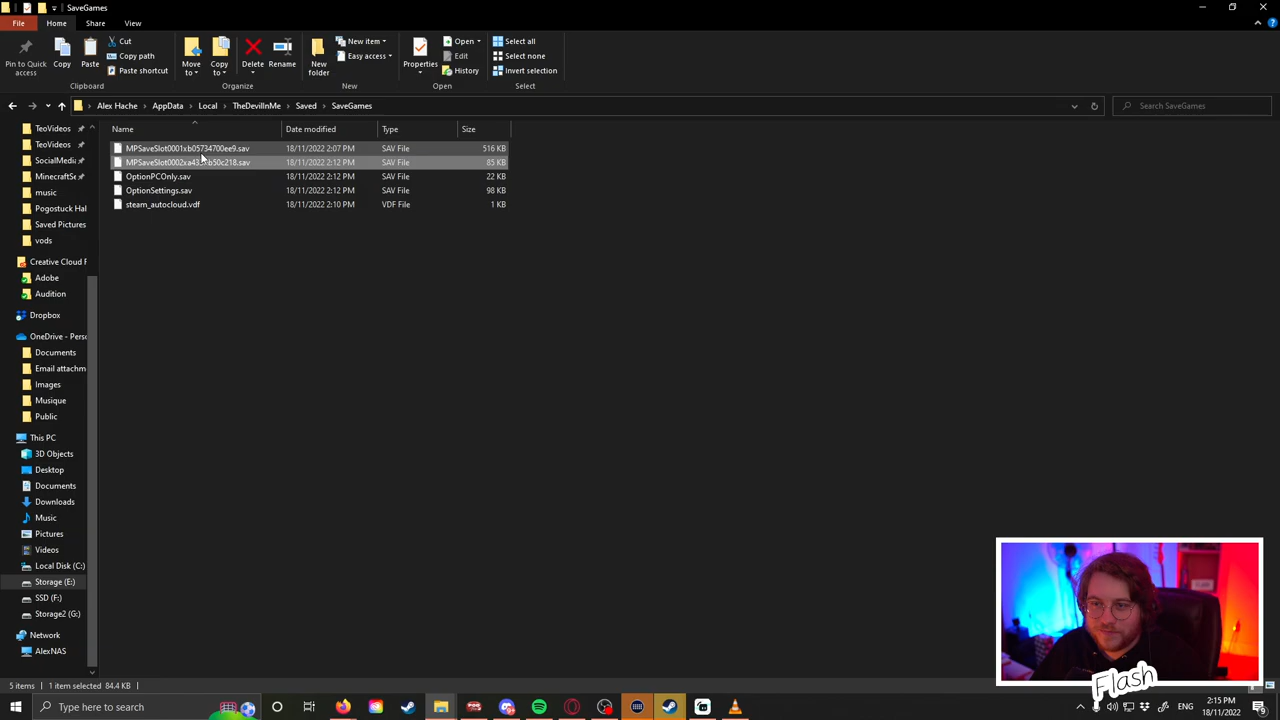 SaveGames
File
Home
Share
View
Pin to Quick access
Copy
Paste
Cut
Copy path
Paste shortcut
Clipboard
Move to
Copy to
Delete
Rename
Organize
New folder
New item
Easy access
New
Properties
Open
Edit
History
Open
Select all
Select none
Invert selection
Select
Alex Hache > AppData > Local > TheDevilInMe > Saved > SaveGames
Search SaveGames
Name
Date modified
Type
Size
MPSaveSlot0001xb05734700ee9.sav 18/11/2022 2:07 PM SAV File 516 KB
18/11/2022 2:12 PM SAV File 85 KB
OptionPCOnly.sav 18/11/2022 2:12 PM SAV File 22 KB
OptionSettings.sav 18/11/2022 2:12 PM SAV File 98 KB
steam_autocloud.vdf 18/11/2022 2:10 PM VDF File 1 KB
TeoVideos
TeoVideos
SocialMedia
MinecraftSe
music
Pogostuck Hal
Saved Pictures
vods
Creative Cloud F
Adobe
Audition
Dropbox
OneDrive - Pers
Documents
Email attachm
Images
Musique
Public
This PC
3D Objects
Desktop
Documents
Downloads
Music
Pictures
Videos
Local Disk (C:)
Storage (E:)
SSD (F:)
Storage2 (G:)
Network
AlexNAS
5 items
1 item selected 84.4 KB
Flash
Type here to search
ENG
2:15 PM
18/11/2022